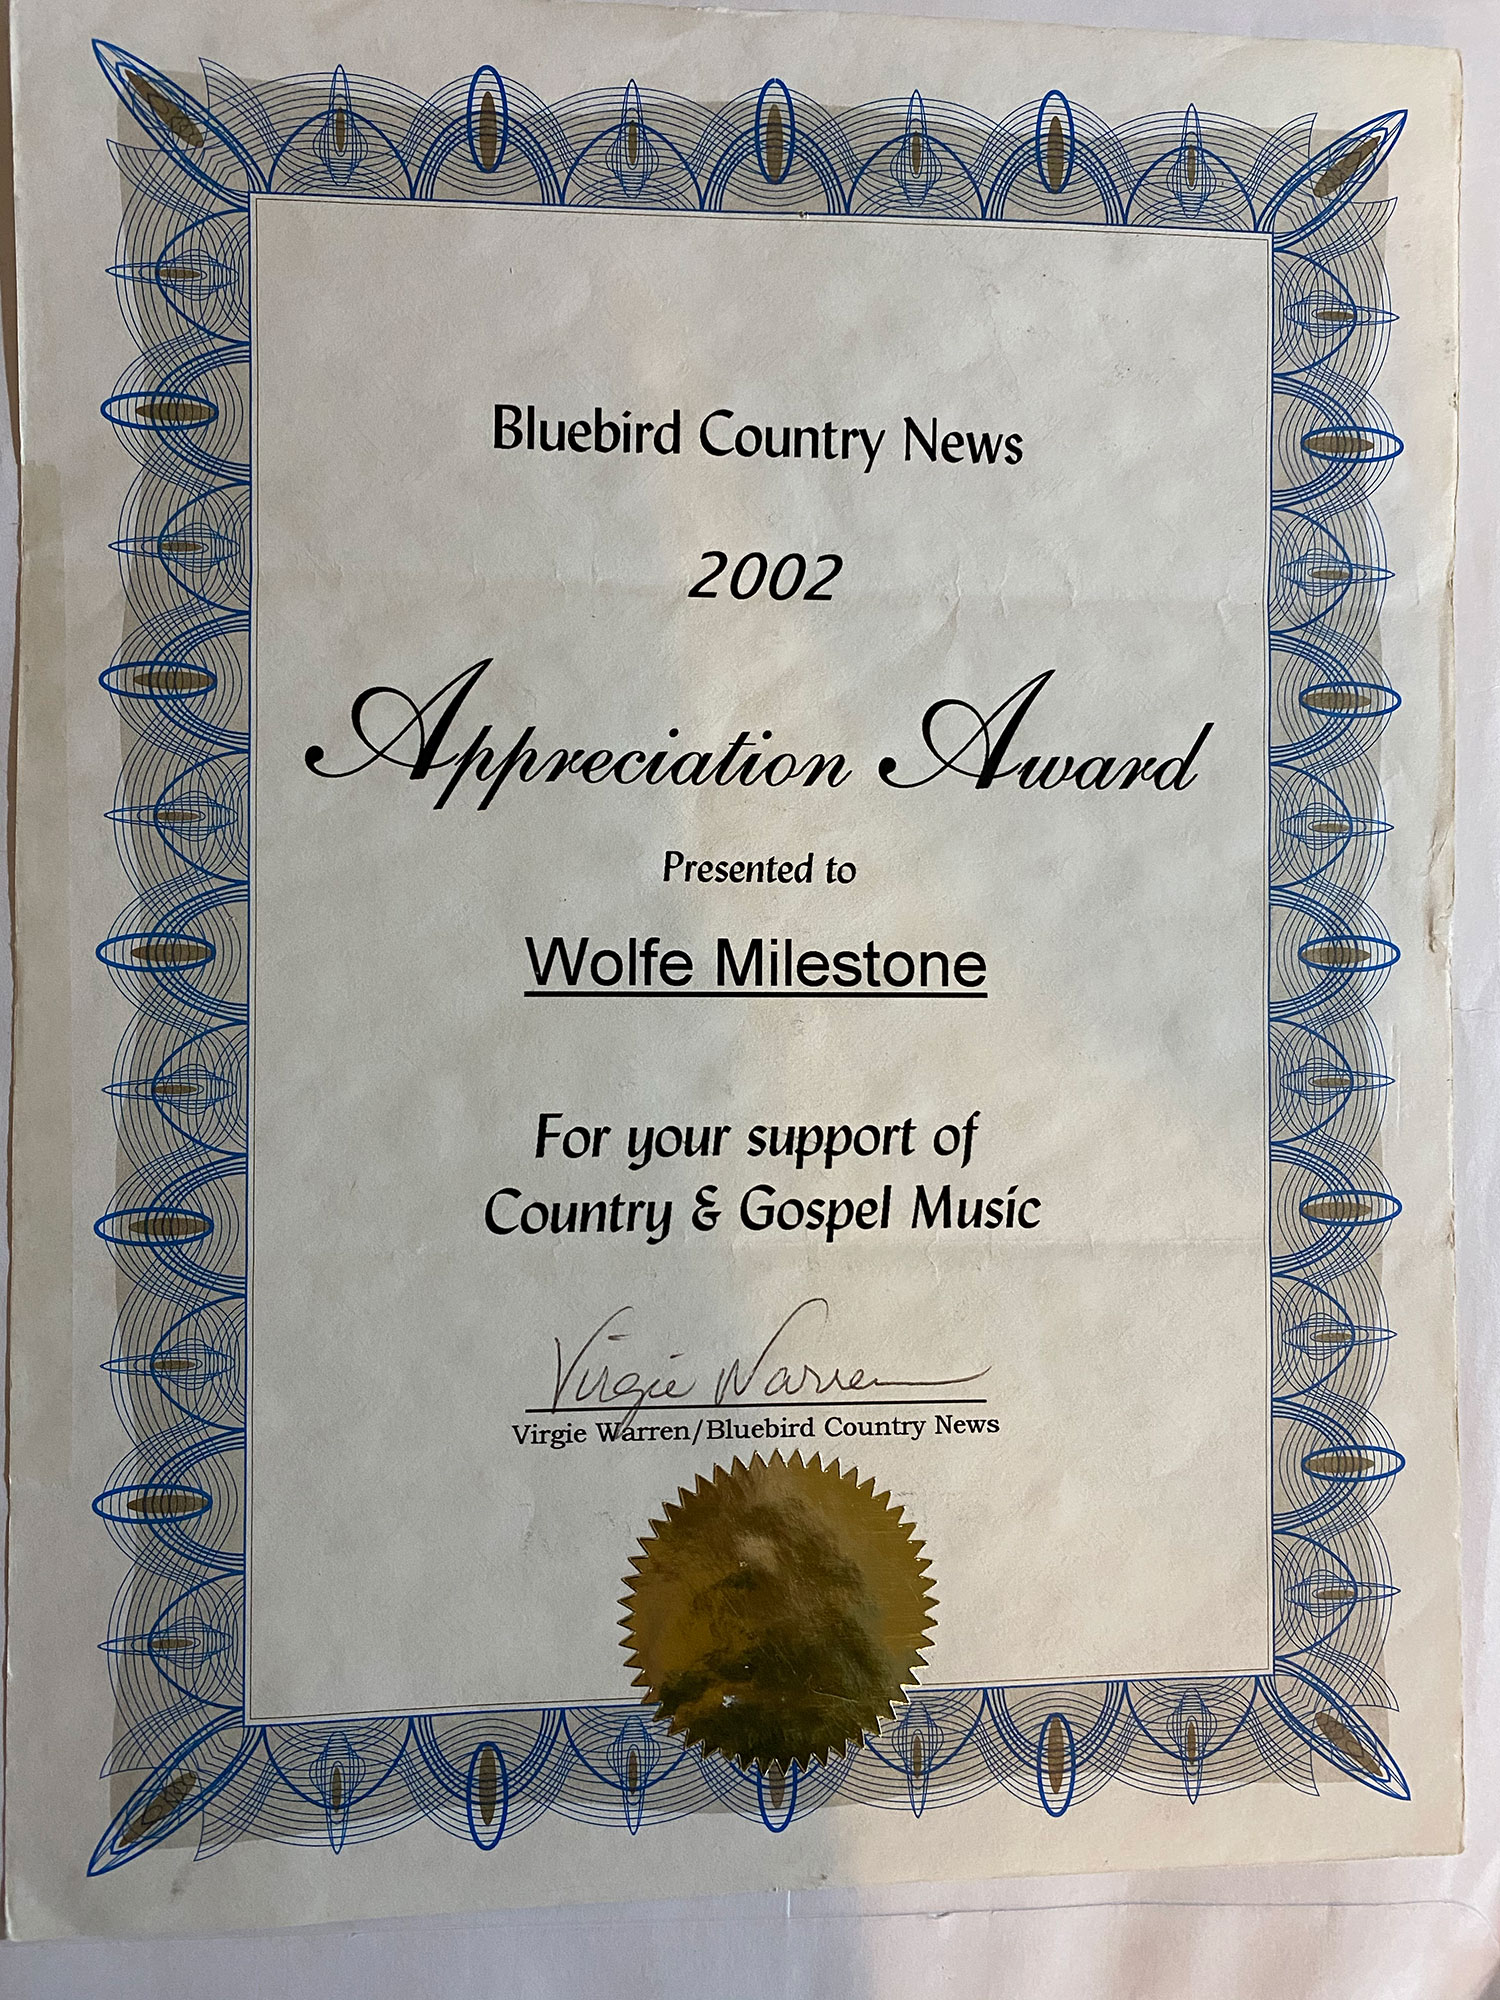 Bluebird Country News
2002
Appreciation Award
Presented to
Wolfe Milestone
For your support of
Country & Gospel Music
Virgie Warren
Virgie Warren/Bluebird Country News